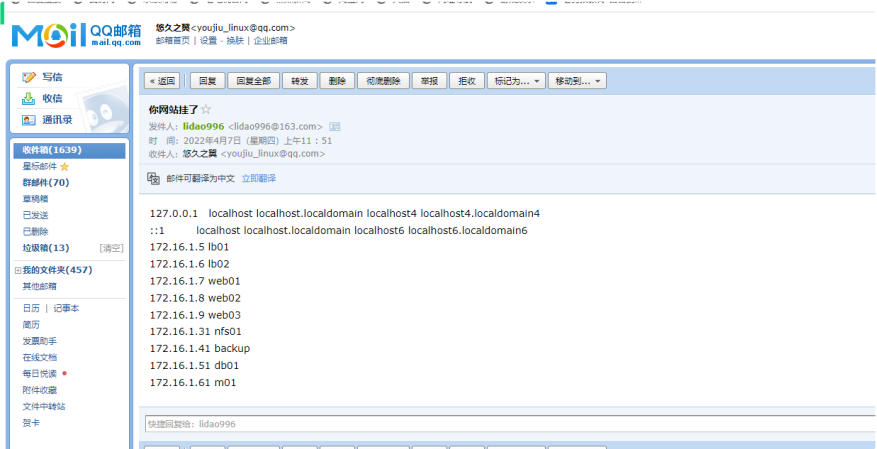 MAil QQ邮箱
mail.qq.com
悠久之翼<youjiu_linux@qq.com>
邮箱首页 | 设置 - 换肤 | 企业邮箱
写信
收信
通讯录
收件箱(1639)
星标邮件
群邮件(70)
草稿箱
已发送
已删除
垃圾箱(13) [清空]
我的文件夹(457)
其他邮箱
日历 | 记事本
简历
发票助手
在线文档
每日悦读
附件收藏
文件中转站
贺卡
« 返回 回复 回复全部 转发 删除 彻底删除 举报 拒收 标记为... 移动到...
你网站挂了
发件人: lidao996 <lidao996@163.com>
时 间: 2022年4月7日 (星期四) 上午11 : 51
收件人: 悠久之翼 <youjiu_linux@qq.com>
邮件可翻译为中文 立即翻译
127.0.0.1 localhost localhost.localdomain localhost4 localhost4.localdomain4
::1 localhost localhost.localdomain localhost6 localhost6.localdomain6
172.16.1.5 lb01
172.16.1.6 lb02
172.16.1.7 web01
172.16.1.8 web02
172.16.1.9 web03
172.16.1.31 nfs01
172.16.1.41 backup
172.16.1.51 db01
172.16.1.61 m01
快捷回复给: lidao996